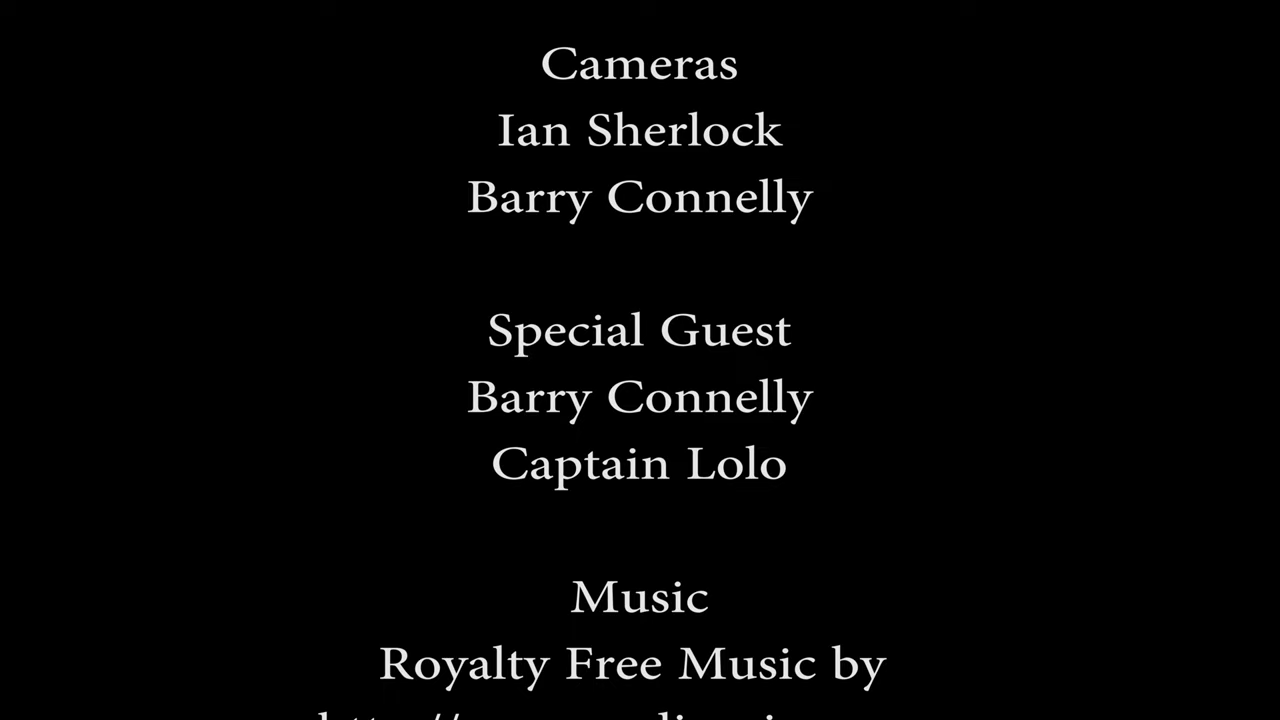 Cameras
Ian Sherlock
Barry Connelly
Special Guest
Barry Connelly
Captain Lolo
Music
Royalty Free Music by